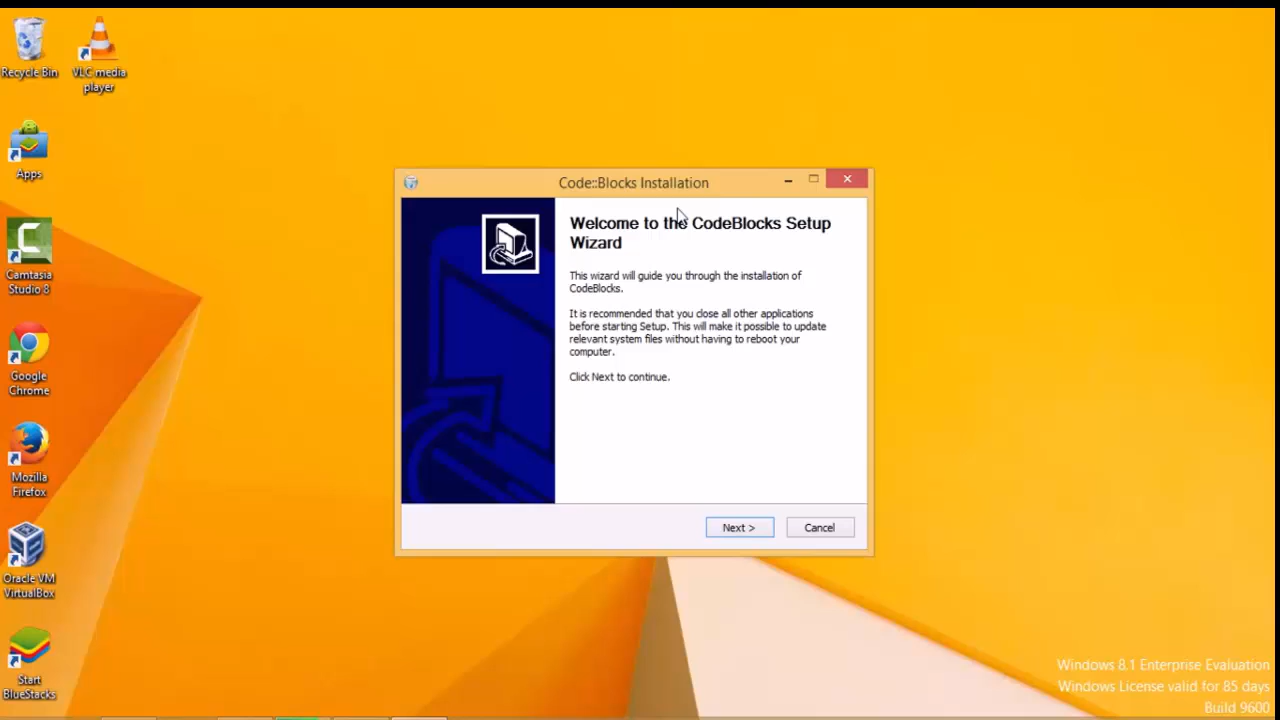 Recycle Bin
VLC media
player
Apps
Camtasia
Studio 8
Google
Chrome
Mozilla
Firefox
Oracle VM
VirtualBox
Start
BlueStacks
Code::Blocks Installation
Welcome to the CodeBlocks Setup
Wizard
This wizard will guide you through the installation of
CodeBlocks.
It is recommended that you close all other applications
before starting Setup. This will make it possible to update
relevant system files without having to reboot your
computer.
Click Next to continue.
Next >
Cancel
Windows 8.1 Enterprise Evaluation
Windows License valid for 85 days
Build 9600